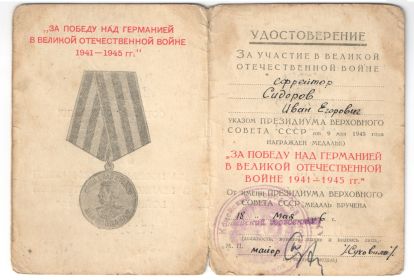 „ЗА ПОБЕДУ НАД ГЕРМАНИЕЙ
В ВЕЛИКОЙ ОТЕЧЕСТВЕННОЙ ВОЙНЕ
1941—1945 гг."
УДОСТОВЕРЕНИЕ
ЗА УЧАСТИЕ В ВЕЛИКОЙ
ОТЕЧЕСТВЕННОЙ ВОЙНЕ
ефрейтор
Сидоров
Иван Егорович
УКАЗОМ ПРЕЗИДИУМА ВЕРХОВНОГО
СОВЕТА СССР от 9 мая 1945 года
НАГРАЖДЕН МЕДАЛЬЮ
„ЗА ПОБЕДУ НАД ГЕРМАНИЕЙ
В ВЕЛИКОЙ ОТЕЧЕСТВЕННОЙ
ВОЙНЕ 1941—1945 гг."
ОТ ИМЕНИ ПРЕЗИДИУМА ВЕРХОВНОГО
СОВЕТА СССР МЕДАЛЬ ВРУЧЕНА
18 мая
М. П. майор